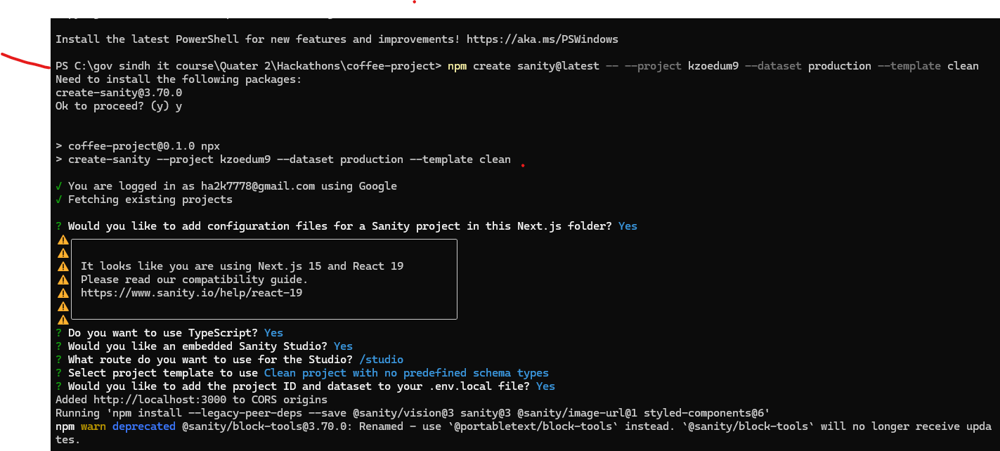 Install the latest PowerShell for new features and improvements! https://aka.ms/PSWindows
PS C:\gov sindh it course\Quater 2\Hackathons\coffee-project> npm create sanity@latest -- --project kzoedum9 --dataset production --template clean
Need to install the following packages:
create-sanity@3.70.0
Ok to proceed? (y) y
> coffee-project@0.1.0 npx
> create-sanity --project kzoedum9 --dataset production --template clean
√ You are logged in as ha2k7778@gmail.com using Google
√ Fetching existing projects
? Would you like to add configuration files for a Sanity project in this Next.js folder? Yes
It looks like you are using Next.js 15 and React 19
Please read our compatibility guide.
https://www.sanity.io/help/react-19
? Do you want to use TypeScript? Yes
? Would you like an embedded Sanity Studio? Yes
? What route do you want to use for the Studio? /studio
? Select project template to use Clean project with no predefined schema types
? Would you like to add the project ID and dataset to your .env.local file? Yes
Added http://localhost:3000 to CORS origins
Running 'npm install --legacy-peer-deps --save @sanity/vision@3 sanity@3 @sanity/image-url@1 styled-components@6'
npm warn deprecated @sanity/block-tools@3.70.0: Renamed - use `@portabletext/block-tools` instead. `@sanity/block-tools` will no longer receive upda
tes.